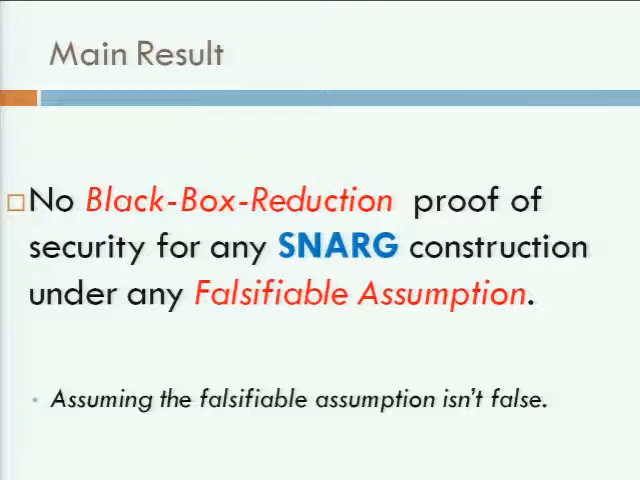 Main Result
No Black-Box-Reduction proof of
security for any SNARG construction
under any Falsifiable Assumption.
Assuming the falsifiable assumption isn't false.